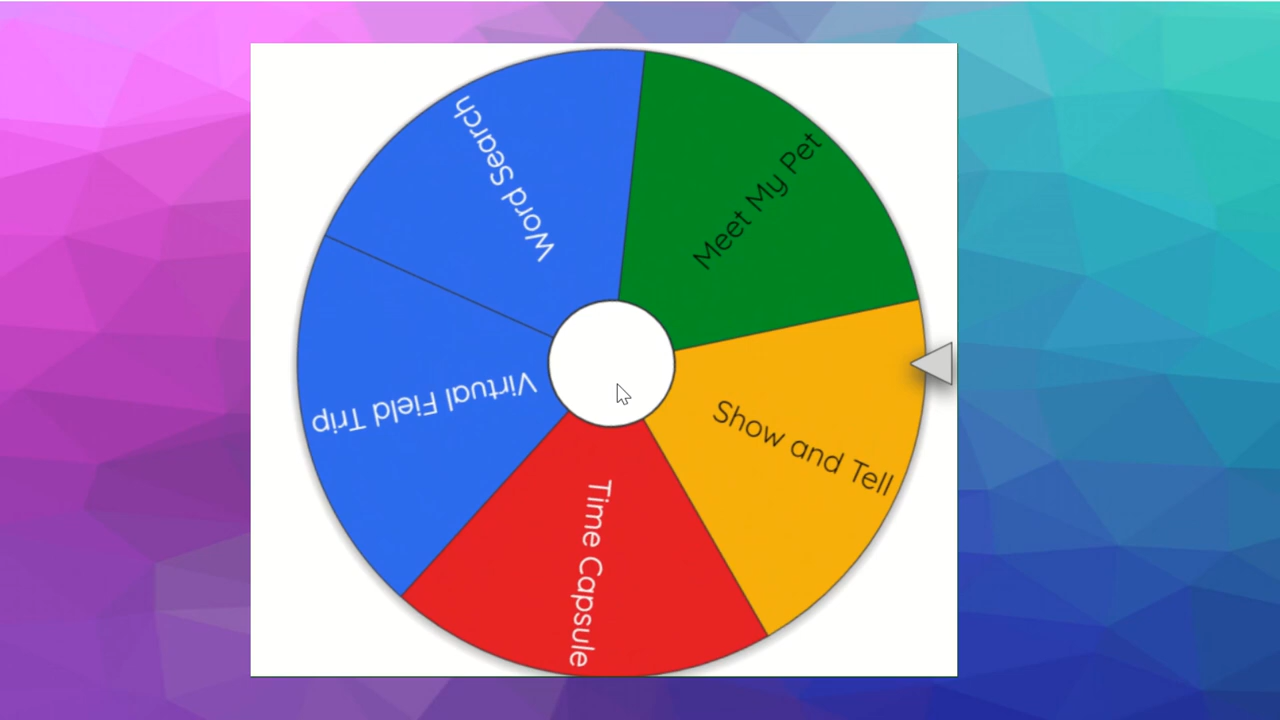 Word Search
Meet My Pet
Show and Tell
Time Capsule
Virtual Field Trip